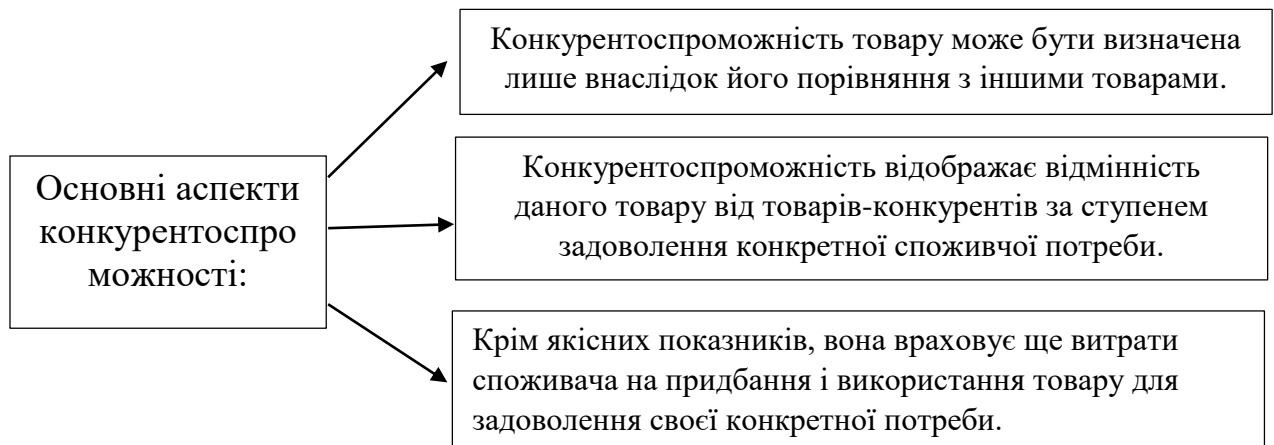 Основні аспекти
конкурентоспро
можності:
Конкурентоспроможність товару може бути визначена
лише внаслідок його порівняння з іншими товарами.
Конкурентоспроможність відображає відмінність
даного товару від товарів-конкурентів за ступенем
задоволення конкретної споживчої потреби.
Крім якісних показників, вона враховує ще витрати
споживача на придбання і використання товару для
задоволення своєї конкретної потреби.